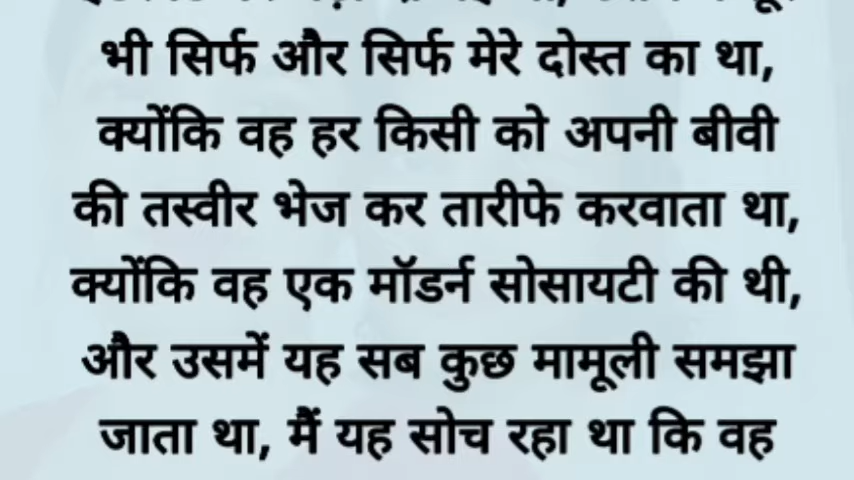 भी सिर्फ और सिर्फ मेरे दोस्त का था,
क्योंकि वह हर किसी को अपनी बीवी
की तस्वीर भेज कर तारीफे करवाता था,
क्योंकि वह एक मॉडर्न सोसायटी की थी,
और उसमें यह सब कुछ मामूली समझा
जाता था, मैं यह सोच रहा था कि वह